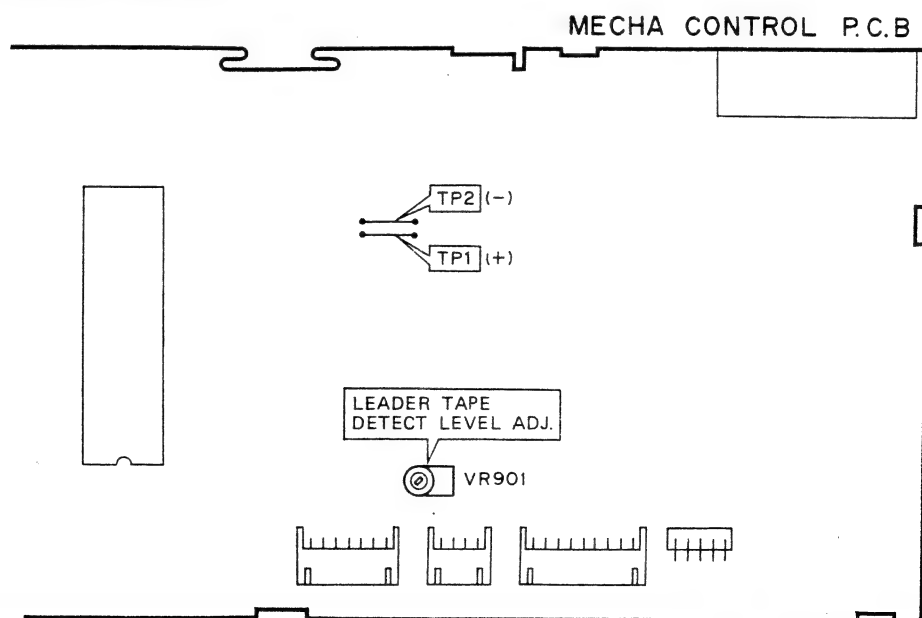 MECHA CONTROL P.C.B
TP2 (-)
TP1 (+)
LEADER TAPE
DETECT LEVEL ADJ.
VR901